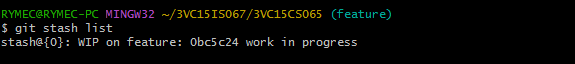 RYMEC@RYMEC-PC MINGW32 ~/3VC15IS067/3VC15CS065 (feature)
$ git stash list
stash@{0}: WIP on feature: 0bc5c24 work in progress